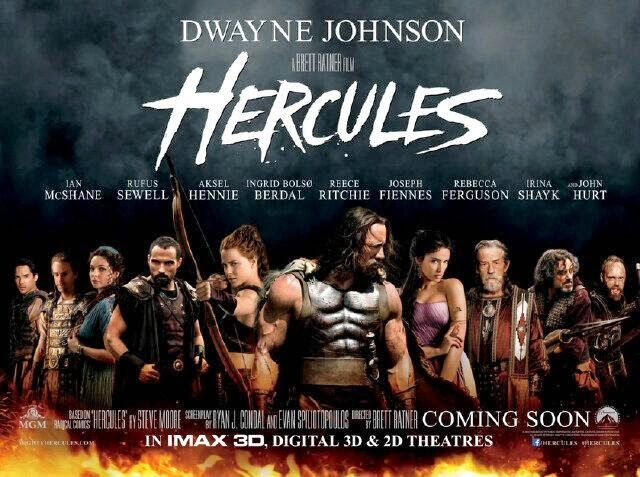 DWAYNE JOHNSON
A BRETT RATNER FILM
HERCULES
IAN McSHANE RUFUS SEWELL AKSEL HENNIE INGRID BOLSØ BERDAL REECE RITCHIE JOSEPH FIENNES REBECCA FERGUSON IRINA SHAYK AND JOHN HURT
MGM BASED ON RADICAL COMICS' "HERCULES" BY STEVE MOORE SCREENPLAY BY RYAN J. CONDAL AND EVAN SPILIOTOPOULOS DIRECTED BY BRETT RATNER COMING SOON
IN IMAX 3D, DIGITAL 3D & 2D THEATRES
/HERCULES #HERCULES